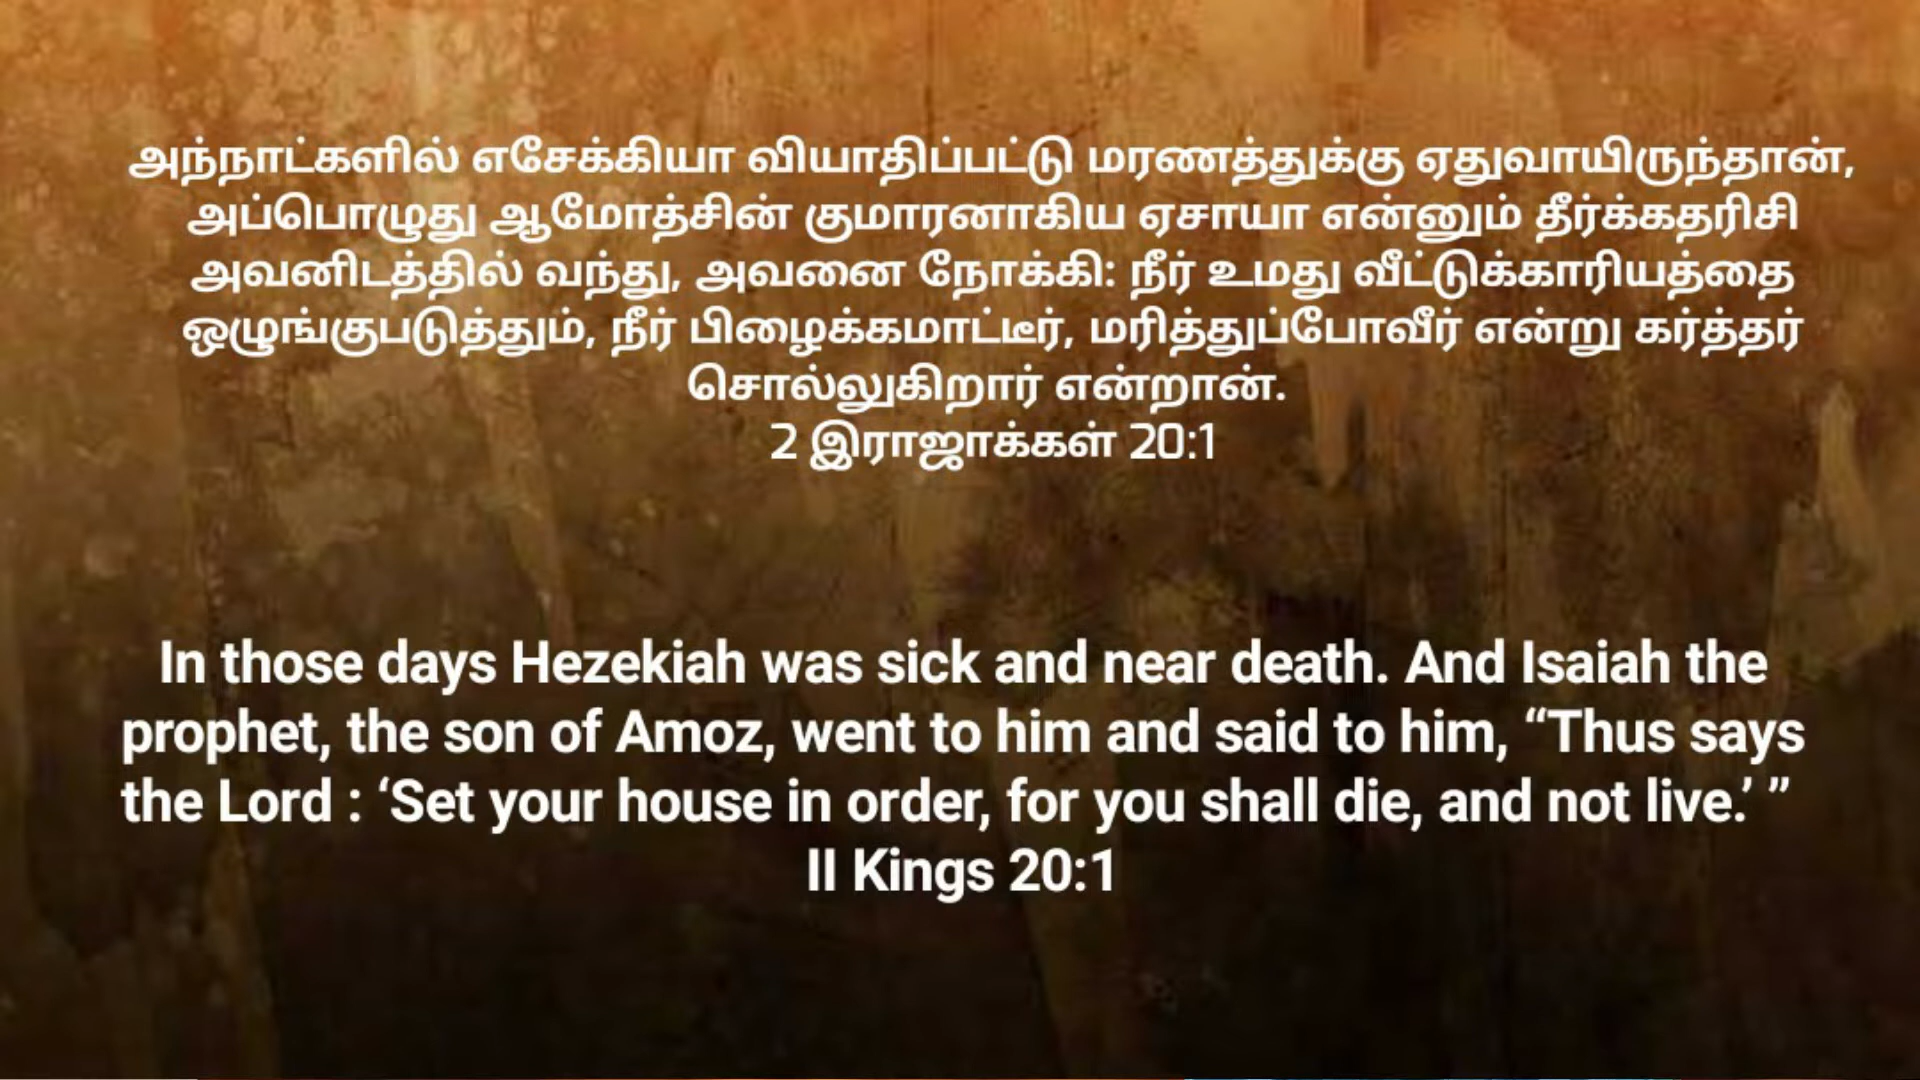 அந்நாட்களில் எசேக்கியா வியாதிப்பட்டு மரணத்துக்கு ஏதுவாயிருந்தான்,
அப்பொழுது ஆமோத்சின் குமாரனாகிய ஏசாயா என்னும் தீர்க்கதரிசி
அவனிடத்தில் வந்து, அவனை நோக்கி: நீர் உமது வீட்டுக்காரியத்தை
ஒழுங்குபடுத்தும், நீர் பிழைக்கமாட்டீர், மரித்துப்போவீர் என்று கர்த்தர்
சொல்லுகிறார் என்றான்.
2 இராஜாக்கள் 20:1
In those days Hezekiah was sick and near death. And Isaiah the
prophet, the son of Amoz, went to him and said to him, “Thus says
the Lord : ‘Set your house in order, for you shall die, and not live.’ ”
II Kings 20:1